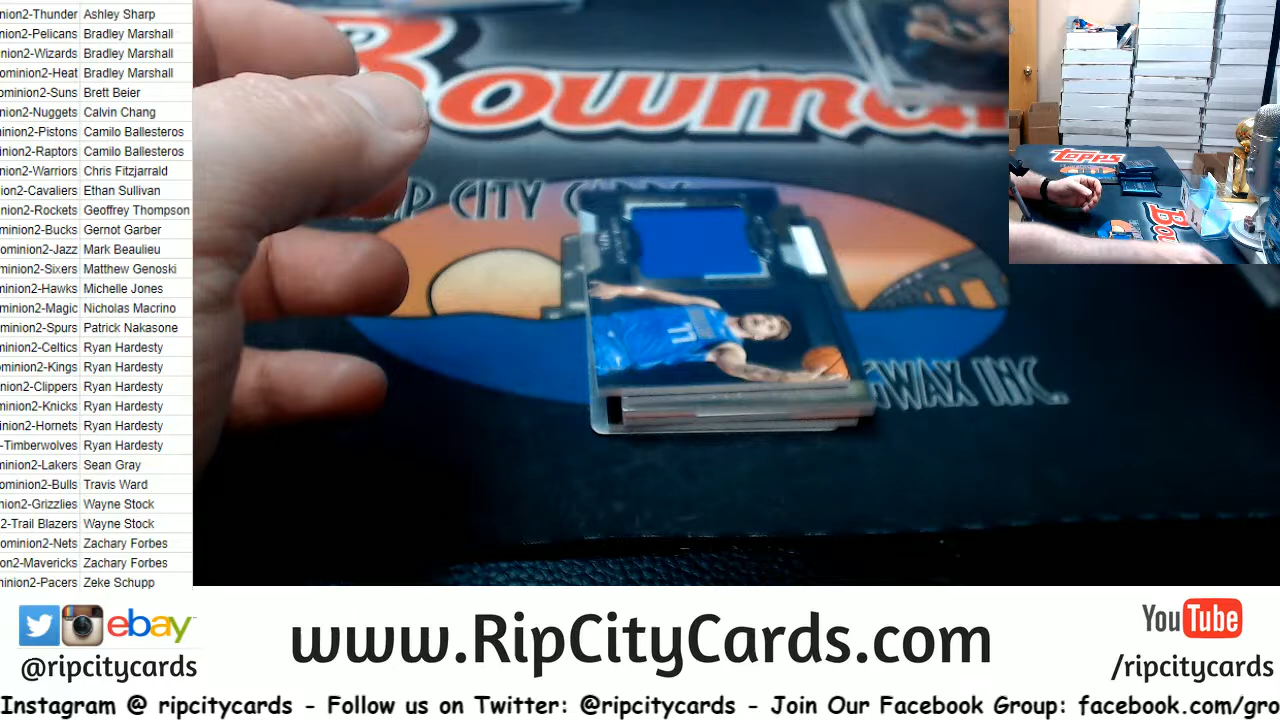 nion2-Thunder Ashley Sharp
nion2-Pelicans Bradley Marshall
nion2-Wizards Bradley Marshall
ominion2-Heat Bradley Marshall
ominion2-Suns Brett Beier
nion2-Nuggets Calvin Chang
minion2-Pistons Camilo Ballesteros
inion2-Raptors Camilo Ballesteros
nion2-Warriors Chris Fitzjarrald
nion2-Cavaliers Ethan Sullivan
nion2-Rockets Geoffrey Thompson
minion2-Bucks Gernot Garber
ominion2-Jazz Mark Beaulieu
minion2-Sixers Matthew Genoski
minion2-Hawks Michelle Jones
minion2-Magic Nicholas Macrino
ominion2-Spurs Patrick Nakasone
minion2-Celtics Ryan Hardesty
minion2-Kings Ryan Hardesty
nion2-Clippers Ryan Hardesty
minion2-Knicks Ryan Hardesty
inion2-Hornets Ryan Hardesty
-Timberwolves Ryan Hardesty
minion2-Lakers Sean Gray
ominion2-Bulls Travis Ward
nion2-Grizzlies Wayne Stock
2-Trail Blazers Wayne Stock
ominion2-Nets Zachary Forbes
on2-Mavericks Zachary Forbes
minion2-Pacers Zeke Schupp
Bowma
IP CITY C
GWAX INC.
77
topps
Bo
ebay
@ripcitycards
www.RipCityCards.com
YouTube
/ripcitycards
Instagram @ ripcitycards - Follow us on Twitter: @ripcitycards - Join Our Facebook Group: facebook.com/gro